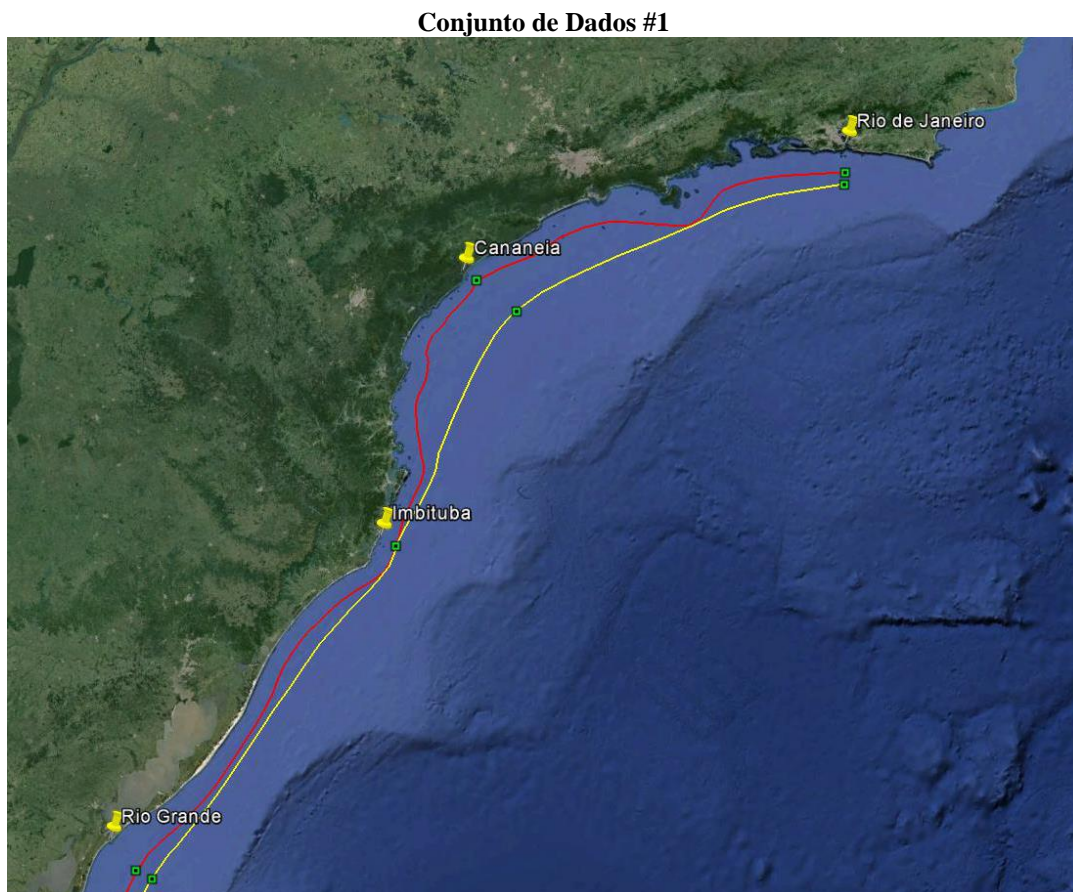 Conjunto de Dados #1
Rio de Janeiro
Cananeia
Imbituba
Rio Grande